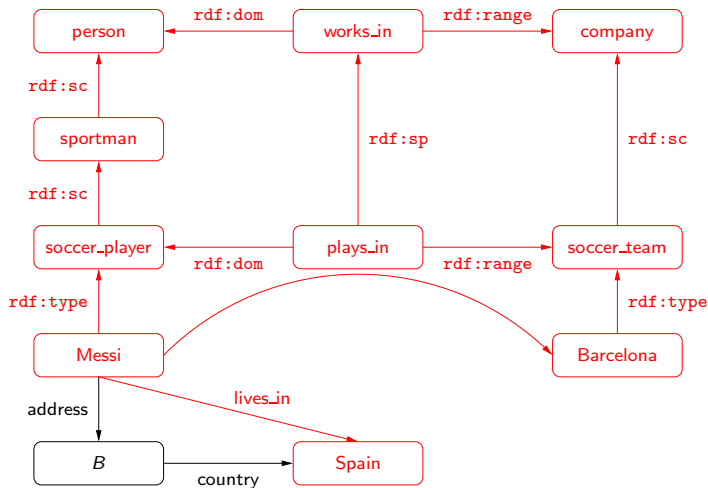 person
rdf:dom
works_in
rdf:range
company
rdf:sc
sportman
rdf:sp
rdf:sc
rdf:sc
soccer_player
plays_in
soccer_team
rdf:dom
rdf:range
rdf:type
rdf:type
Messi
Barcelona
lives_in
address
B
country
Spain